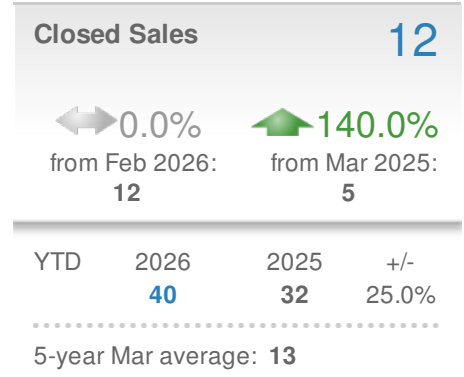 Closed Sales 12
0.0% 140.0%
from Feb 2026: from Mar 2025:
12 5
YTD 2026 2025 +/-
40 32 25.0%
5-year Mar average: 13